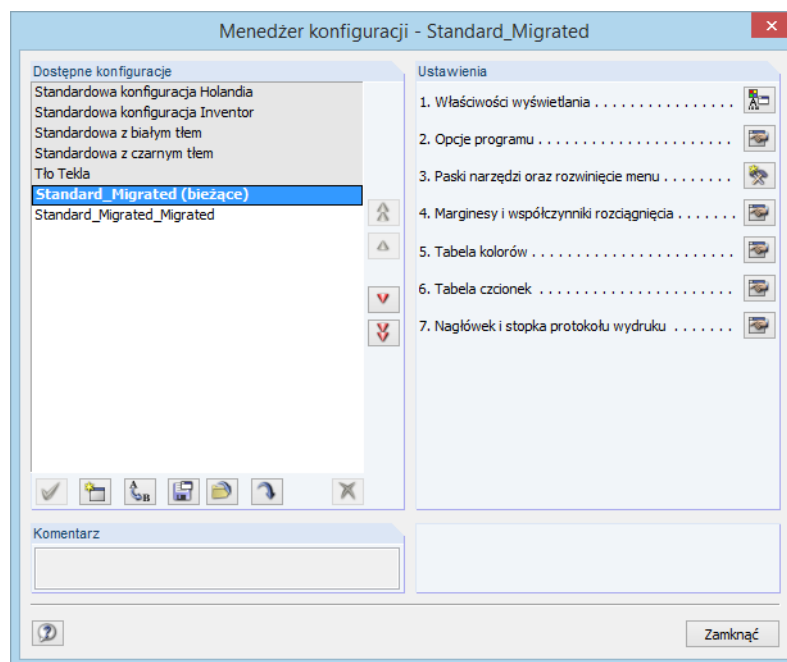 Menedżer konfiguracji - Standard_Migrated
Dostępne konfiguracje
Standardowa konfiguracja Holandia
Standardowa konfiguracja Inventor
Standardowa z białym tłem
Standardowa z czarnym tłem
Tło Tekla
Standard_Migrated (bieżące)
Standard_Migrated_Migrated
Ustawienia
1. Właściwości wyświetlania . . . . . . . . . . . . . . . .
2. Opcje programu . . . . . . . . . . . . . . . . . . . . . . .
3. Paski narzędzi oraz rozwinięcie menu . . . . . . . .
4. Marginesy i współczynniki rozciągnięcia . . . . . . .
5. Tabela kolorów . . . . . . . . . . . . . . . . . . . . . . . .
6. Tabela czcionek . . . . . . . . . . . . . . . . . . . . . . .
7. Nagłówek i stopka protokołu wydruku . . . . . . .
Komentarz
Zamknąć